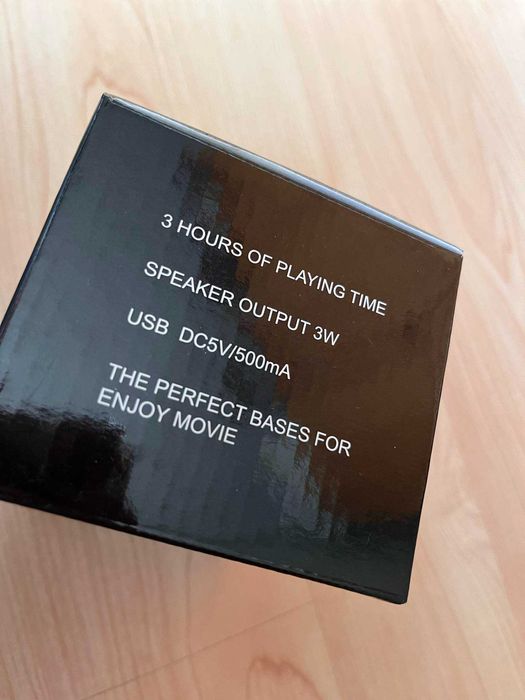 3 HOURS OF PLAYING TIME
SPEAKER OUTPUT 3W
USB DC5V/500mA
THE PERFECT BASES FOR
ENJOY MOVIE